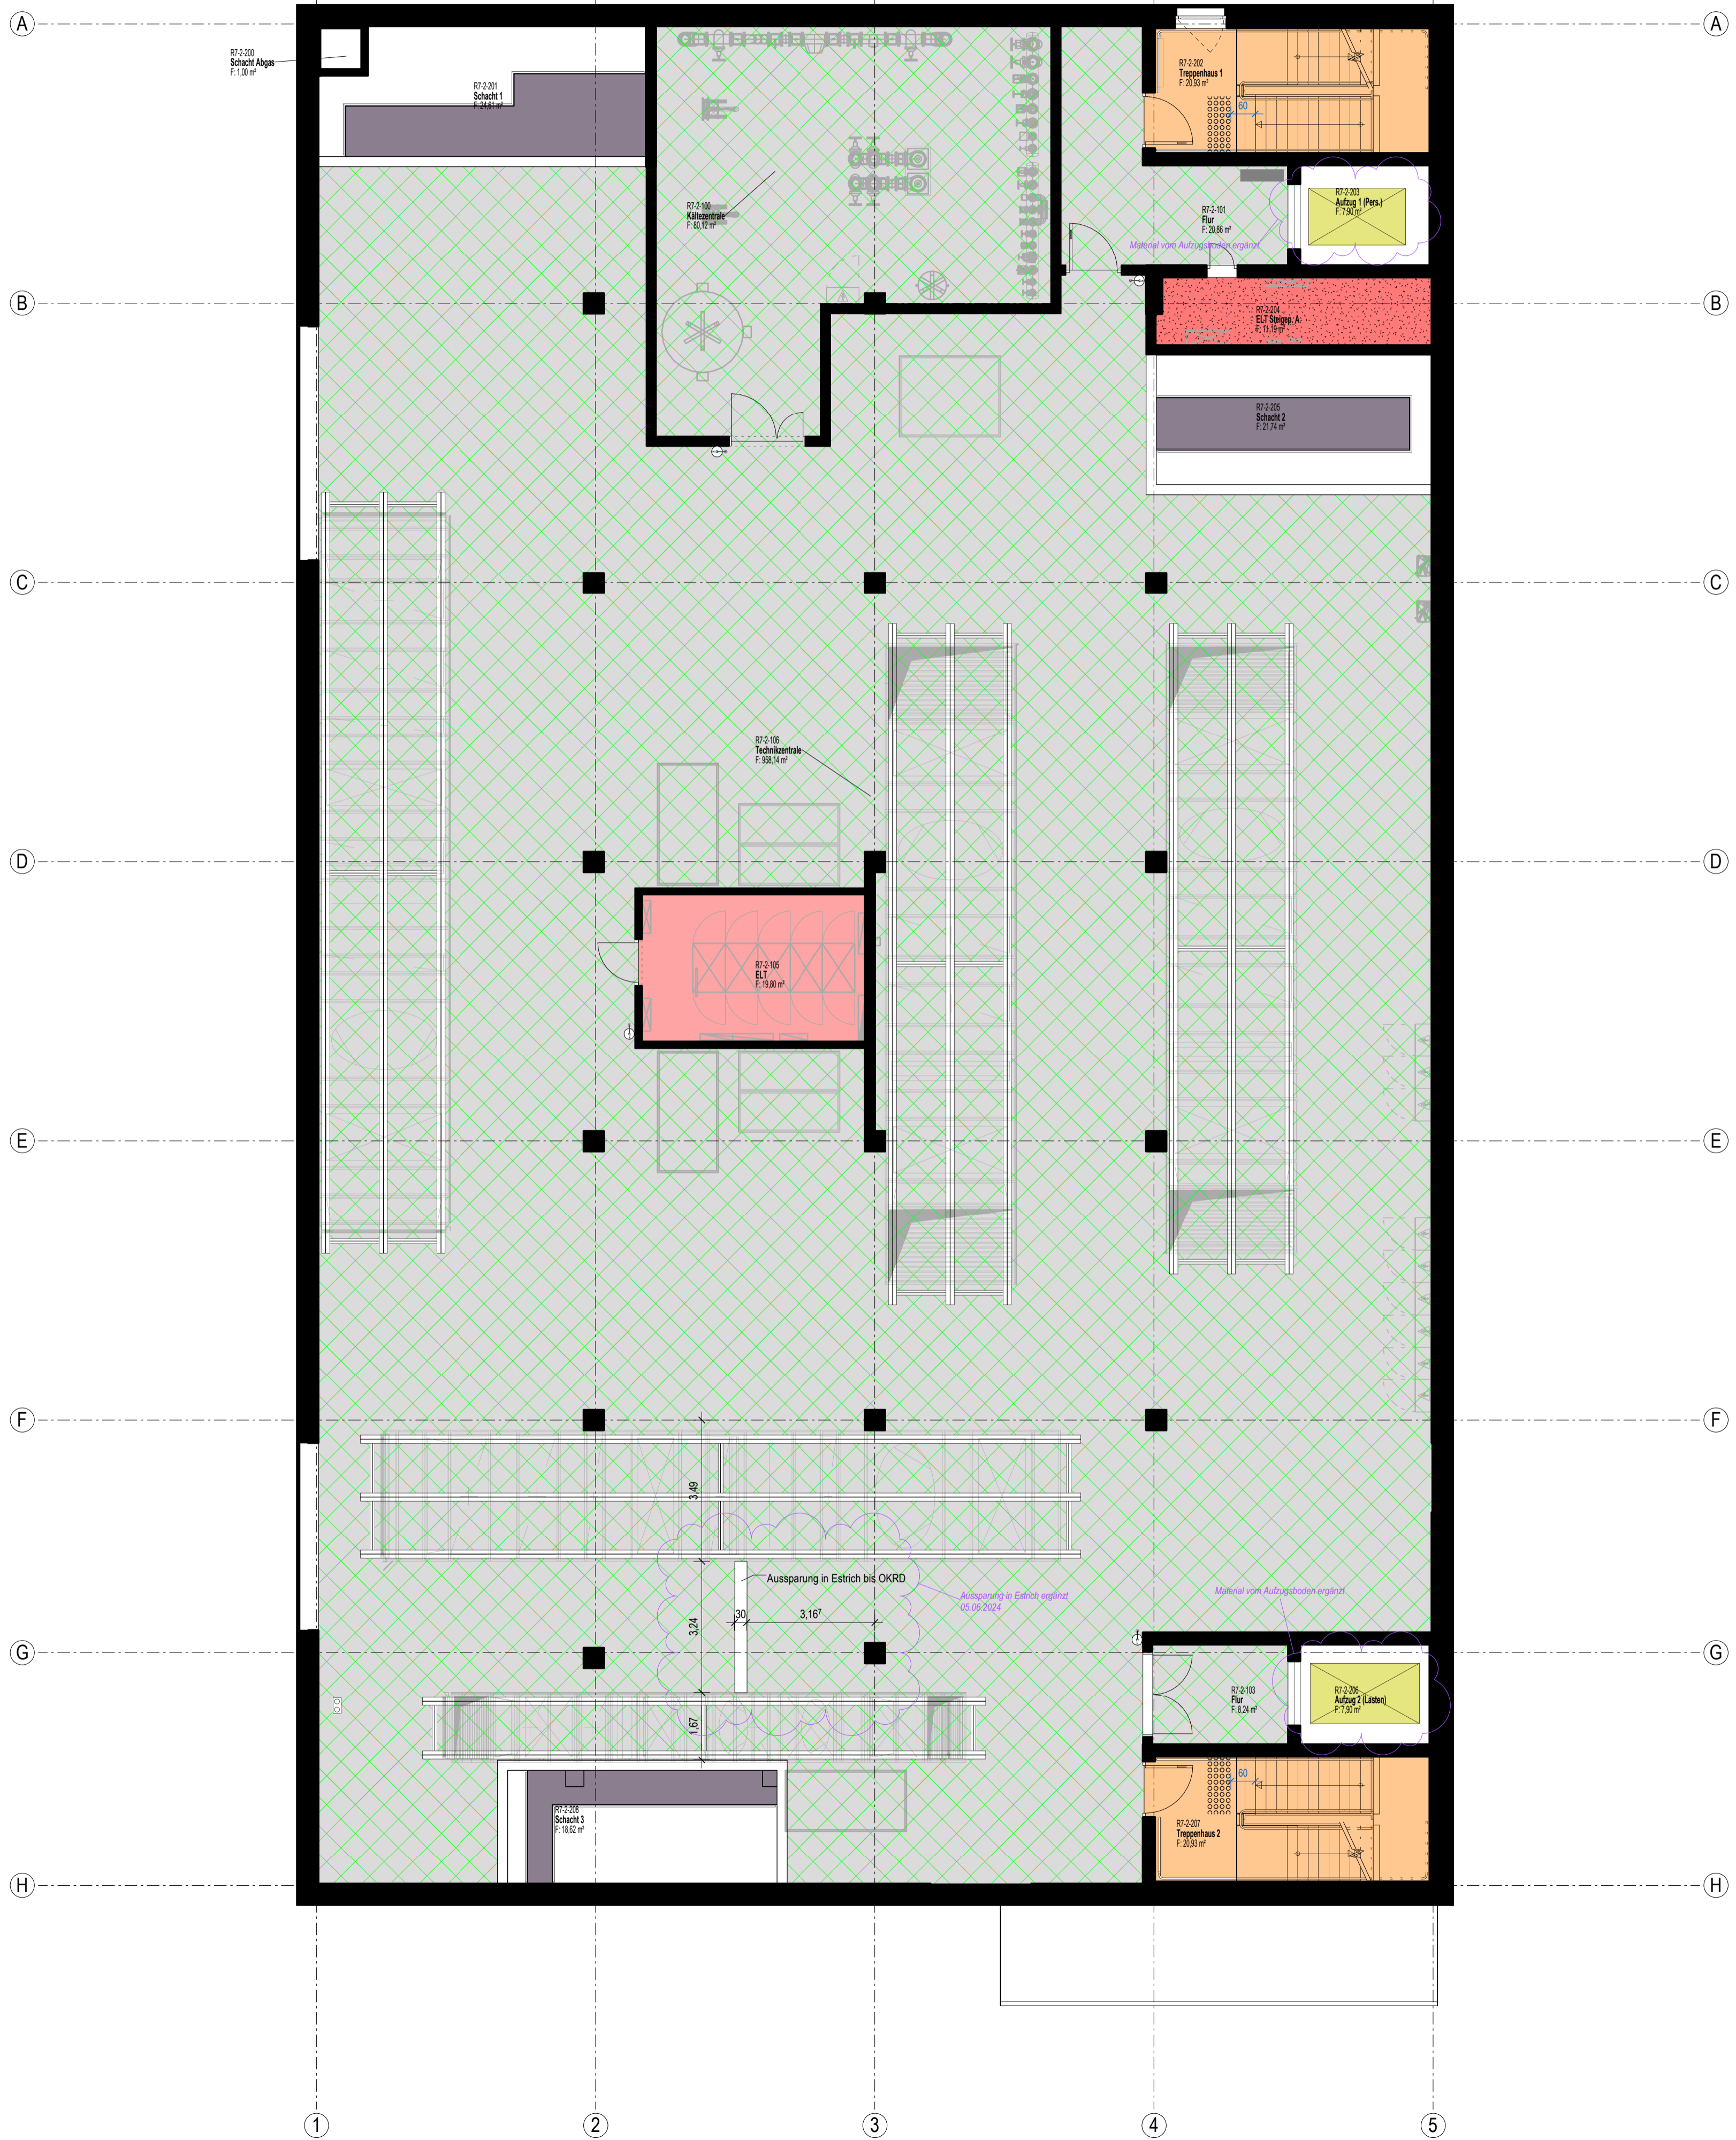 A
A
R7-2-200
Schacht Abgas
F: 1,00 m²
R7-2-201
Schacht 1
F: 24,61 m²
R7-2-202
Treppenhaus 1
F: 20,93 m²
60
R7-2-100
Kältezentrale
F: 80,12 m²
R7-2-101
Flur
F: 20,86 m²
R7-2-203
Aufzug 1 (Pers.)
F: 7,90 m²
Material vom Aufzugsboden ergänzt
B
B
R7-2-204
ELT Steigep. A
F: 11,19 m²
R7-2-205
Schacht 2
F: 21,74 m²
C
C
R7-2-106
Technikzentrale
F: 958,14 m²
D
D
R7-2-105
ELT
F: 19,80 m²
E
E
F
F
3,49
Aussparung in Estrich bis OKRD
Aussparung in Estrich ergänzt
05.06.2024
Material vom Aufzugsboden ergänzt
30
3,16⁷
3,24
G
G
R7-2-103
Flur
F: 8,24 m²
R7-2-206
Aufzug 2 (Lasten)
F: 7,90 m²
1,67
60
R7-2-208
Schacht 3
F: 18,62 m²
R7-2-207
Treppenhaus 2
F: 20,93 m²
H
H
1
2
3
4
5